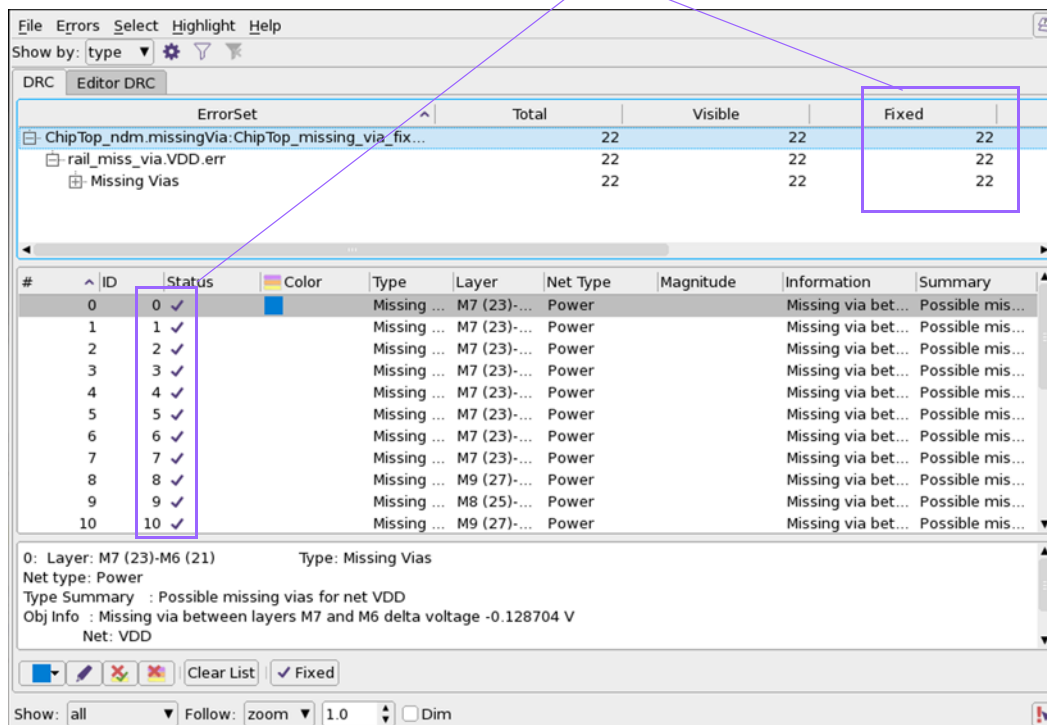 File Errors Select Highlight Help
Show by: type
DRC Editor DRC
ErrorSet Total Visible Fixed
ChipTop_ndm.missingVia:ChipTop_missing_via_fix... 22 22 22
rail_miss_via.VDD.err 22 22 22
Missing Vias 22 22 22
# ID Status Color Type Layer Net Type Magnitude Information Summary
0 0 ✓ Missing ... M7 (23)-... Power Missing via bet... Possible mis...
1 1 ✓ Missing ... M7 (23)-... Power Missing via bet... Possible mis...
2 2 ✓ Missing ... M7 (23)-... Power Missing via bet... Possible mis...
3 3 ✓ Missing ... M7 (23)-... Power Missing via bet... Possible mis...
4 4 ✓ Missing ... M7 (23)-... Power Missing via bet... Possible mis...
5 5 ✓ Missing ... M7 (23)-... Power Missing via bet... Possible mis...
6 6 ✓ Missing ... M7 (23)-... Power Missing via bet... Possible mis...
7 7 ✓ Missing ... M7 (23)-... Power Missing via bet... Possible mis...
8 8 ✓ Missing ... M9 (27)-... Power Missing via bet... Possible mis...
9 9 ✓ Missing ... M8 (25)-... Power Missing via bet... Possible mis...
10 10 ✓ Missing ... M9 (27)-... Power Missing via bet... Possible mis...
0: Layer: M7 (23)-M6 (21) Type: Missing Vias
Net type: Power
Type Summary : Possible missing vias for net VDD
Obj Info : Missing via between layers M7 and M6 delta voltage -0.128704 V
Net: VDD
Clear List ✓ Fixed
Show: all Follow: zoom 1.0 Dim